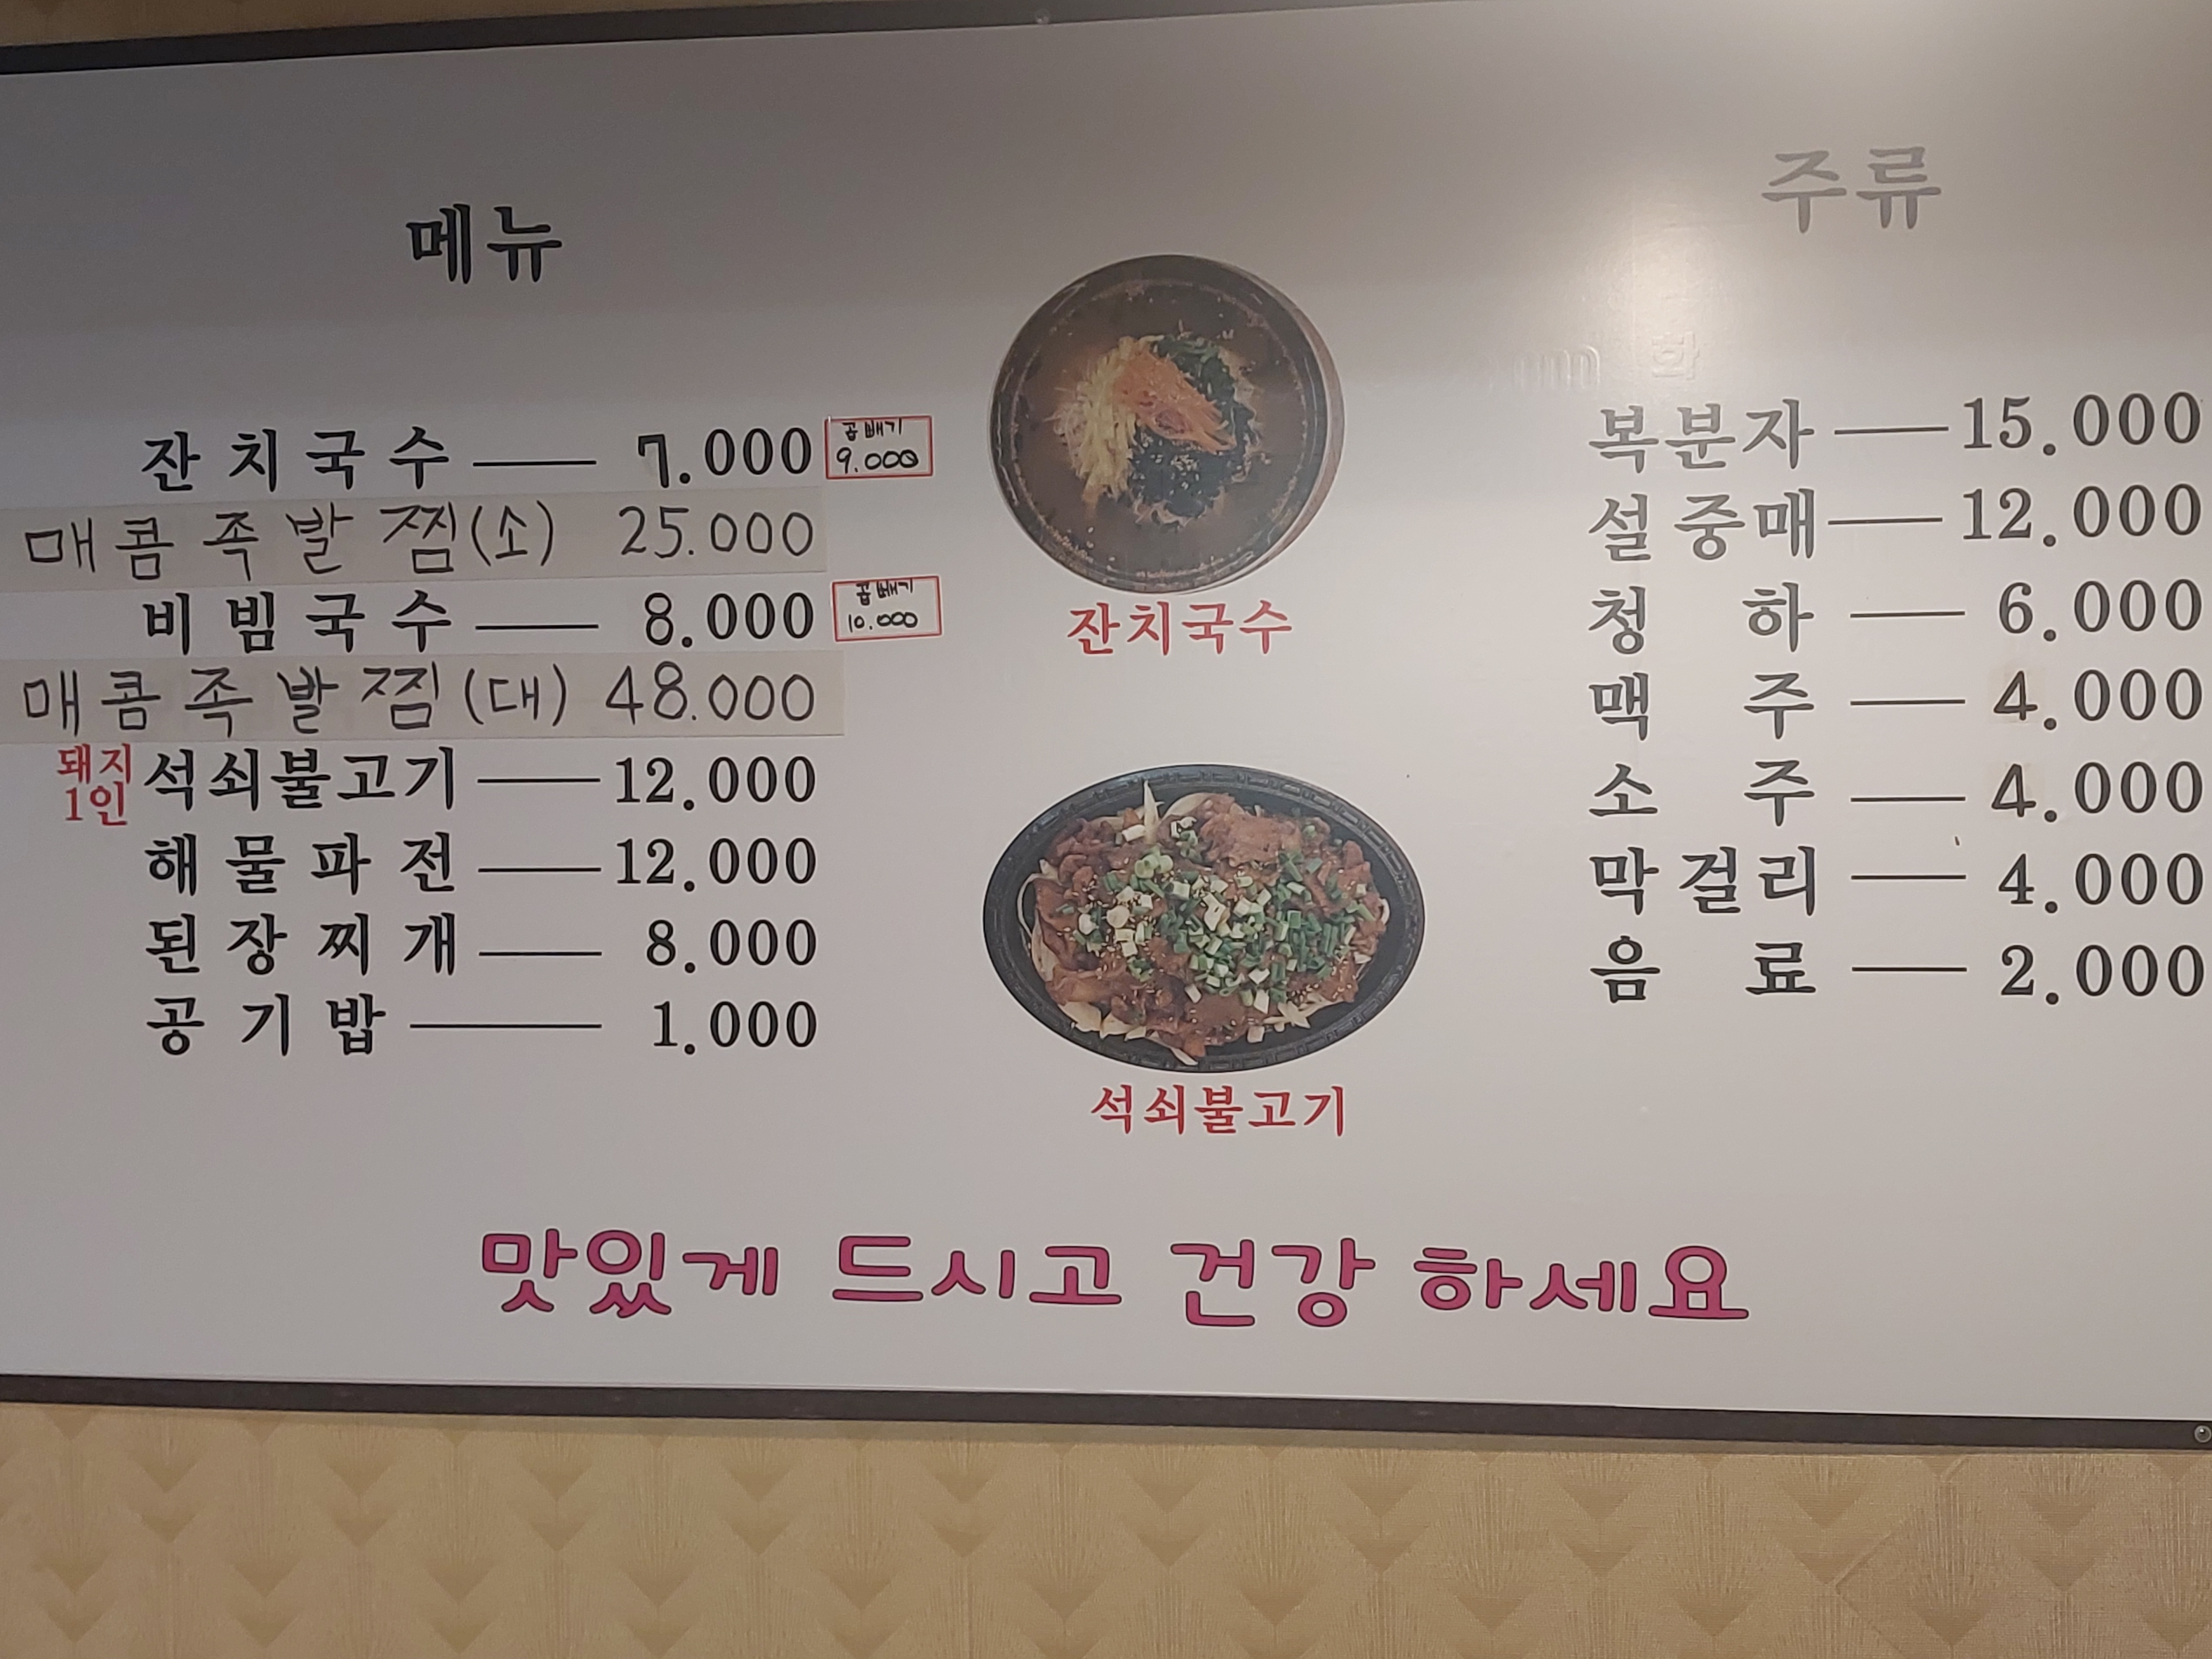 메뉴
잔치국수 — 7.000
곱빼기
9.000
매콤족발찜(소) 25.000
비빔국수 — 8.000
곱빼기
10.000
매콤족발찜(대) 48.000
돼지
1인
석쇠불고기 — 12.000
해물파전 — 12.000
된장찌개 — 8.000
공기밥 — 1.000
잔치국수
석쇠불고기
주류
복분자 — 15.000
설중매 — 12.000
청하 — 6.000
맥주 — 4.000
소주 — 4.000
막걸리 — 4.000
음료 — 2.000
맛있게 드시고 건강 하세요